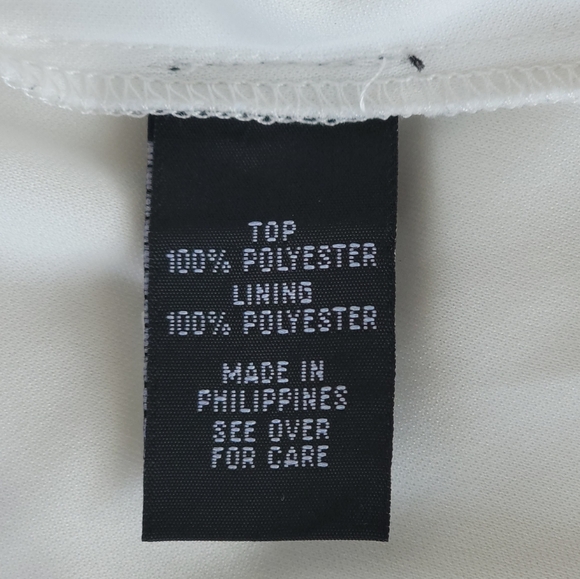 TOP
100% POLYESTER
LINING
100% POLYESTER
MADE IN
PHILIPPINES
SEE OVER
FOR CARE